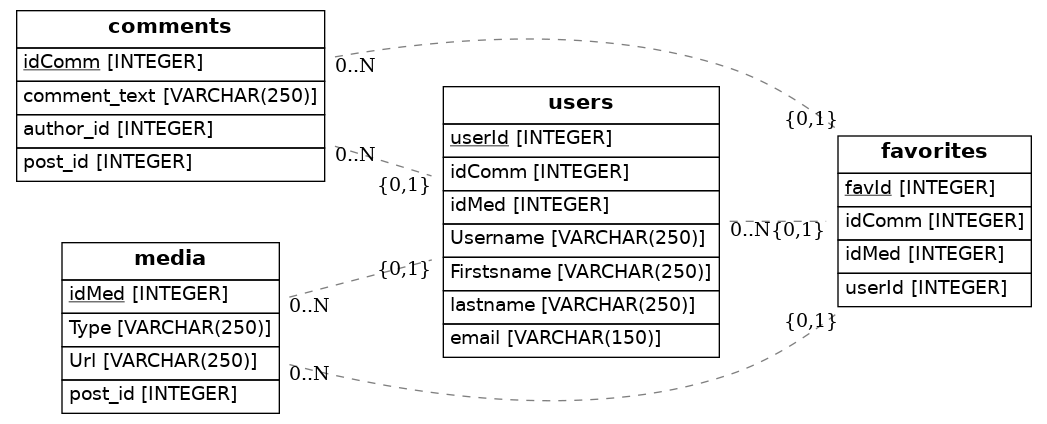 comments
idComm [INTEGER]
comment_text [VARCHAR(250)]
author_id [INTEGER]
post_id [INTEGER]
0..N
0..N
{0,1}
media
idMed [INTEGER]
Type [VARCHAR(250)]
Url [VARCHAR(250)]
post_id [INTEGER]
0..N
0..N
{0,1}
users
userId [INTEGER]
idComm [INTEGER]
idMed [INTEGER]
Username [VARCHAR(250)]
Firstsname [VARCHAR(250)]
lastname [VARCHAR(250)]
email [VARCHAR(150)]
0..N{0,1}
{0,1}
favorites
favId [INTEGER]
idComm [INTEGER]
idMed [INTEGER]
userId [INTEGER]
{0,1}